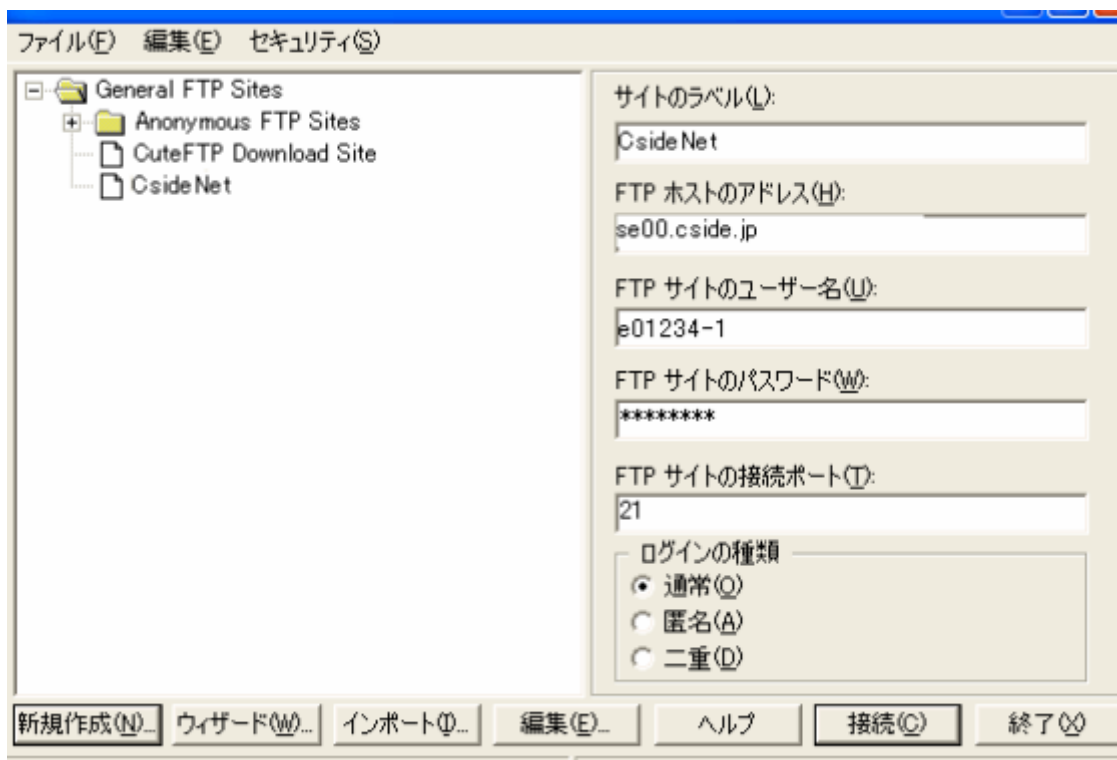 ファイル(F) 編集(E) セキュリティ(S)
General FTP Sites
Anonymous FTP Sites
CuteFTP Download Site
CsideNet
サイトのラベル(L):
CsideNet
FTP ホストのアドレス(H):
se00.cside.jp
FTP サイトのユーザー名(U):
e01234-1
FTP サイトのパスワード(W):
********
FTP サイトの接続ポート(T):
21
ログインの種類
通常(O)
匿名(A)
二重(D)
新規作成(N)... ウィザード(W)... インポート(I)... 編集(E)... ヘルプ 接続(C) 終了(X)